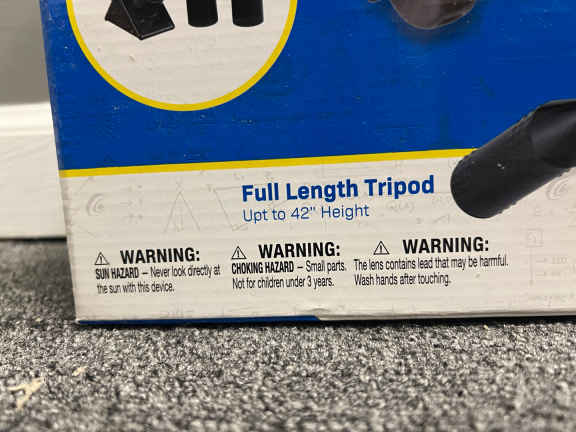 Full Length Tripod
Upt to 42" Height
⚠ WARNING:
SUN HAZARD – Never look directly at
the sun with this device.
⚠ WARNING:
CHOKING HAZARD – Small parts.
Not for children under 3 years.
⚠ WARNING:
The lens contains lead that may be harmful.
Wash hands after touching.